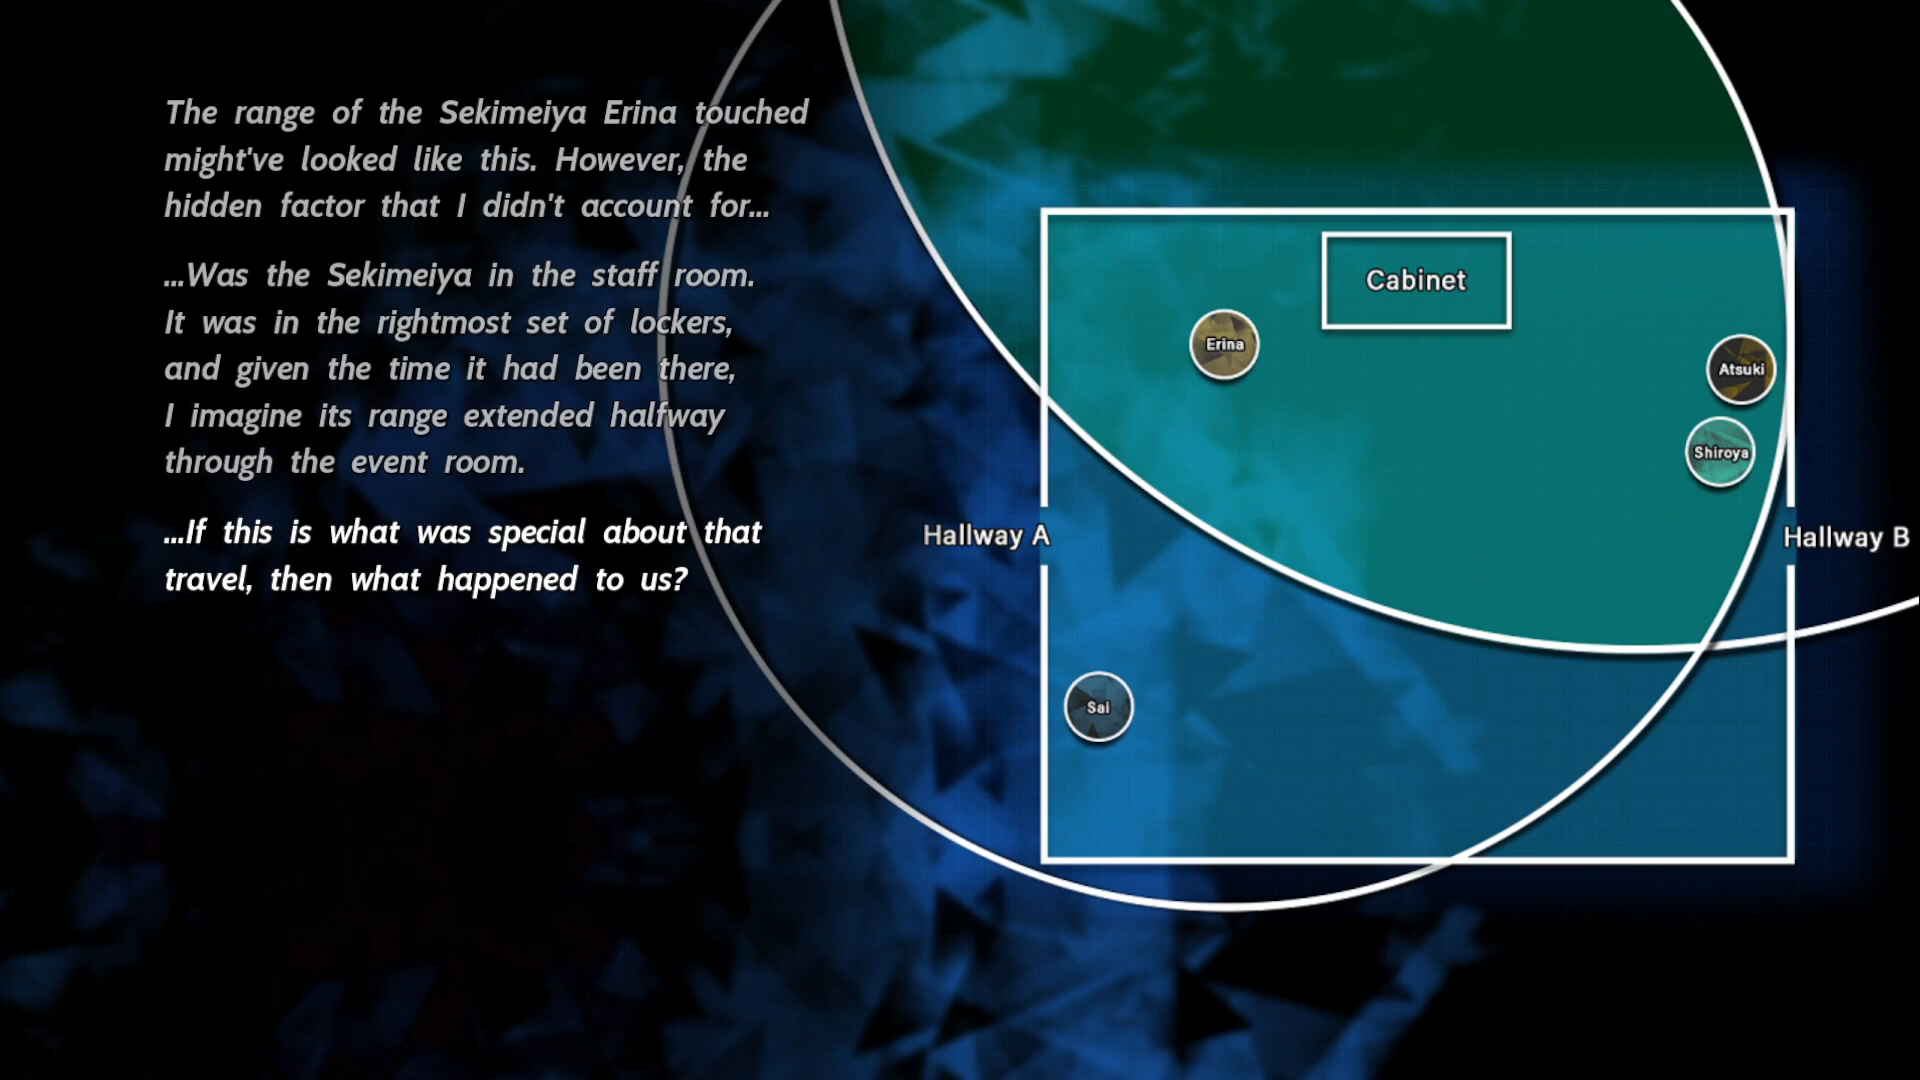 The range of the Sekimeiya Erina touched
might've looked like this. However, the
hidden factor that I didn't account for...
...Was the Sekimeiya in the staff room.
It was in the rightmost set of lockers,
and given the time it had been there,
I imagine its range extended halfway
through the event room.
...If this is what was special about that
travel, then what happened to us?
Cabinet
Erina
Atsuki
Shiroya
Hallway A
Hallway B
Sai